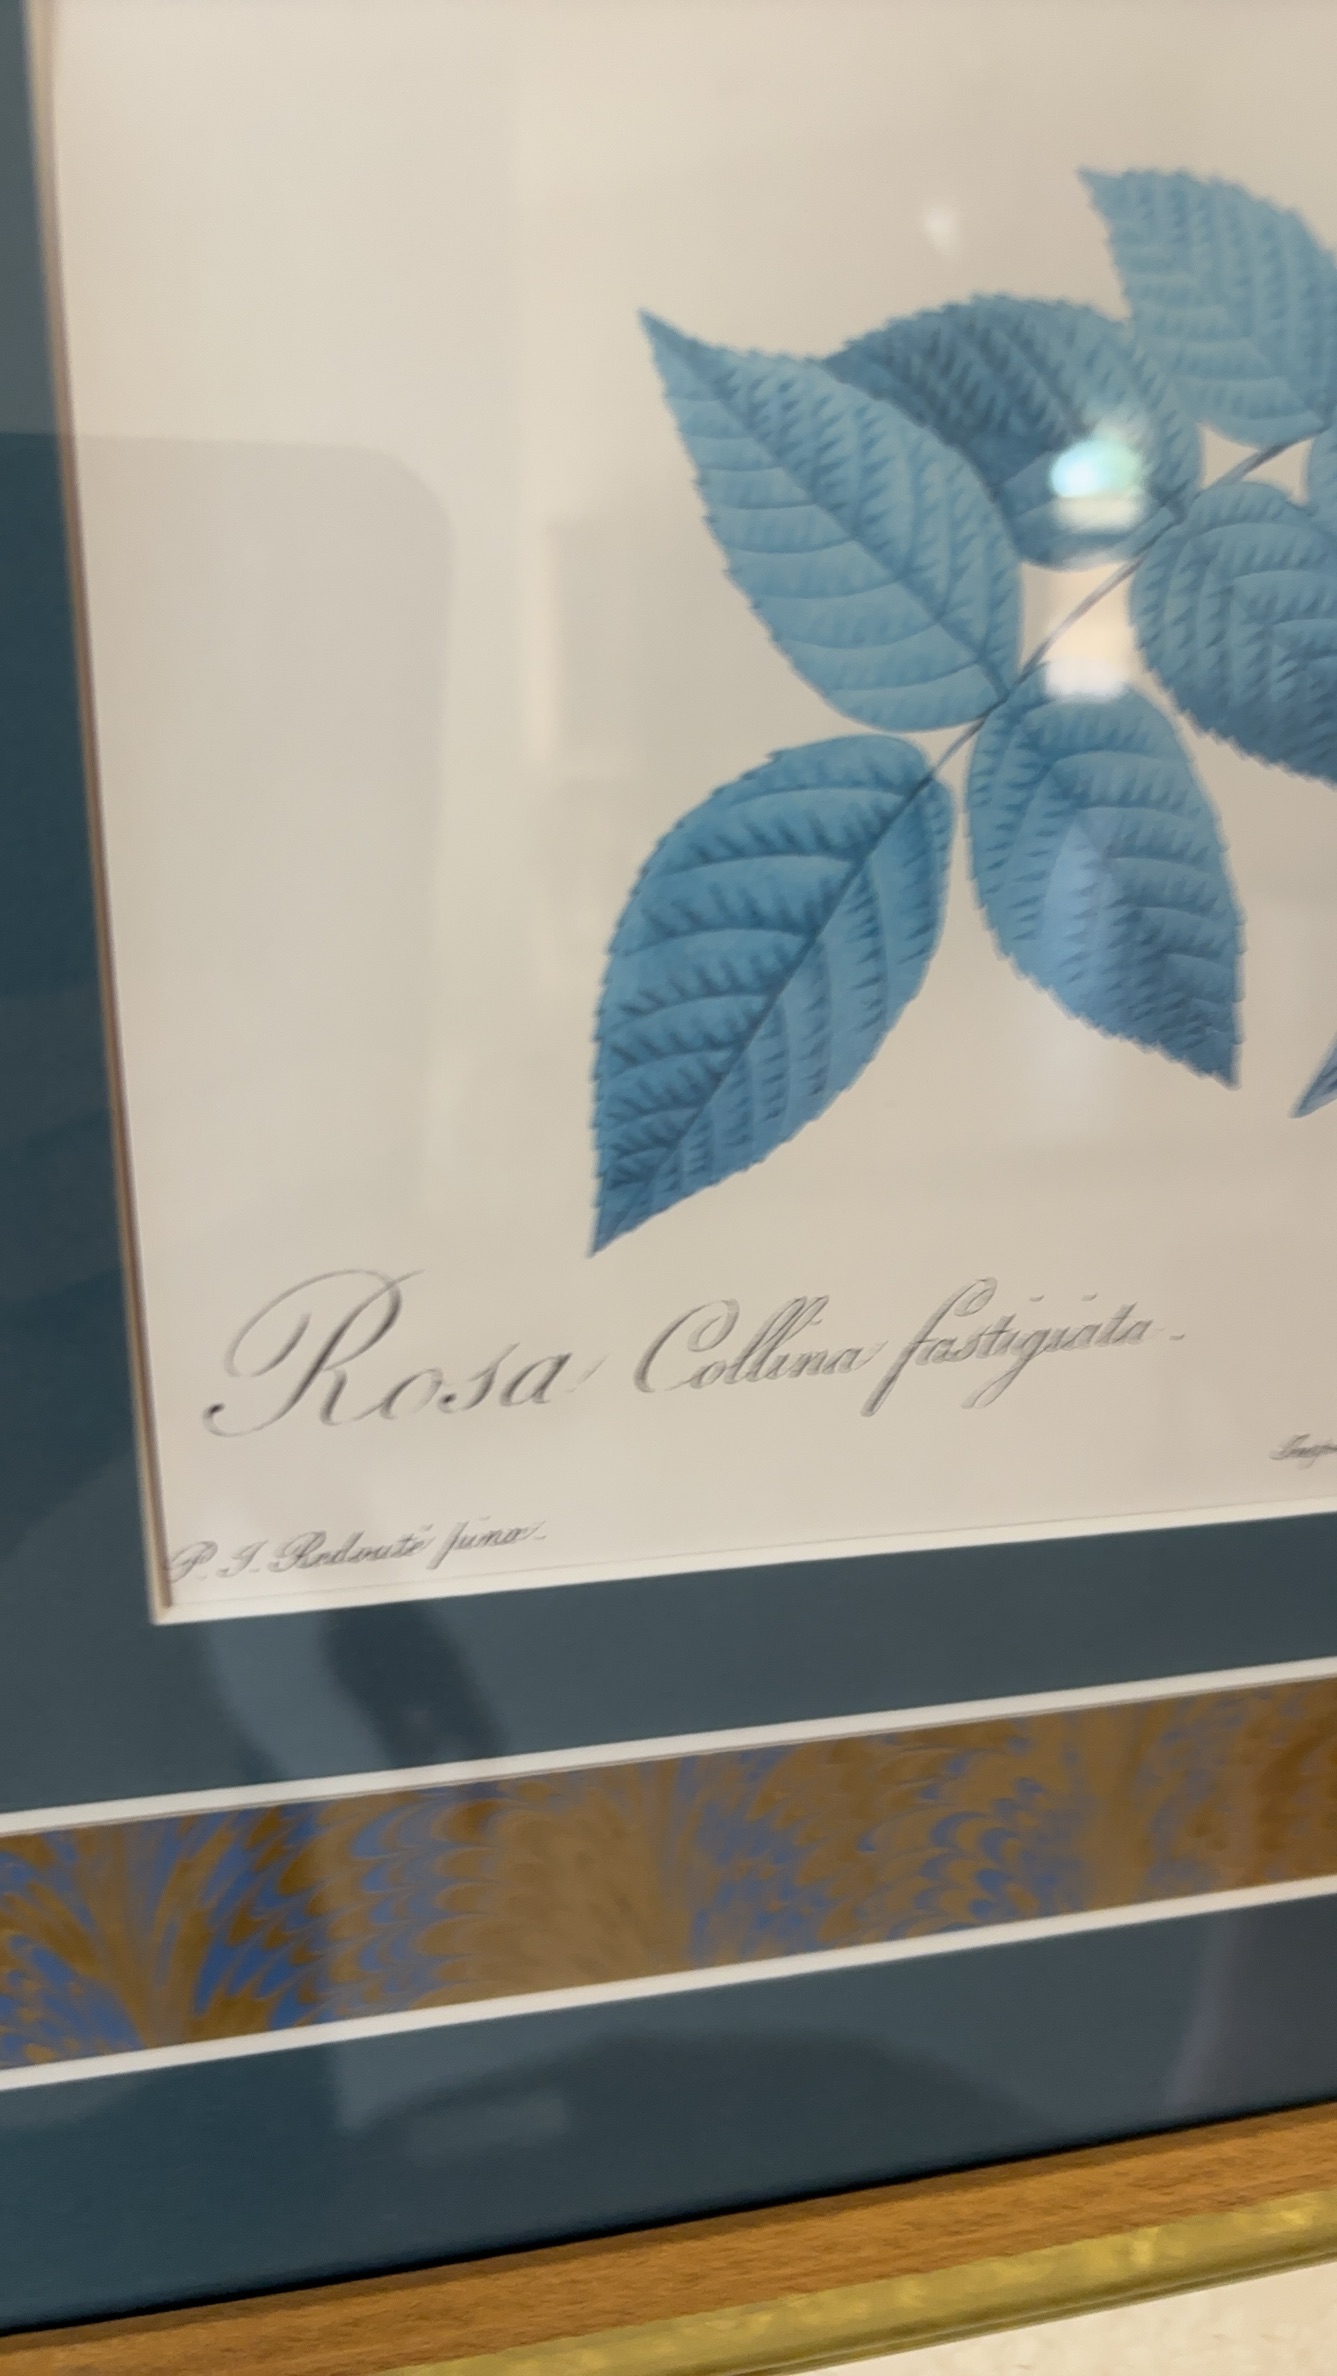 Rosa Collina fastigiata.
P. J. Redouté pinx.